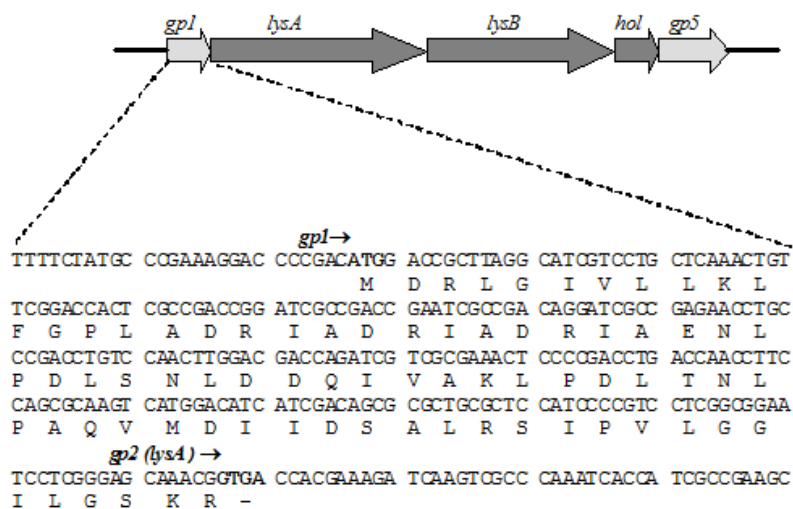 gp1 lysA lysB hol gp5
gp1→
TTTTCTATGC CCGAAAGGAC CCCGACATGG ACCGCTTAGG CATCGTCCTG CTCAAACTGT
M D R L G I V L L K L
TCGGACCACT CGCCGACCGG ATCGCCGACC GAATCGCCGA CAGGATCGCC GAGAACCTGC
F G P L A D R I A D R I A D R I A E N L
CCGACCTGTC CAACTTGGAC GACCAGATCG TCGCGAAACT CCCCGACCTG ACCAACCTTC
P D L S N L D D Q I V A K L P D L T N L
CAGCGCAAGT CATGGACATC ATCGACAGCG CGCTGCGCTC CATCCCCGTC CTCGGCGGAA
P A Q V M D I I D S A L R S I P V L G G
gp2 (lysA) →
TCCTCGGGAG CAAACGGTGA CCACGAAAGA TCAAGTCGCC CAAATCACCA TCGCCGAAGC
I L G S K R –